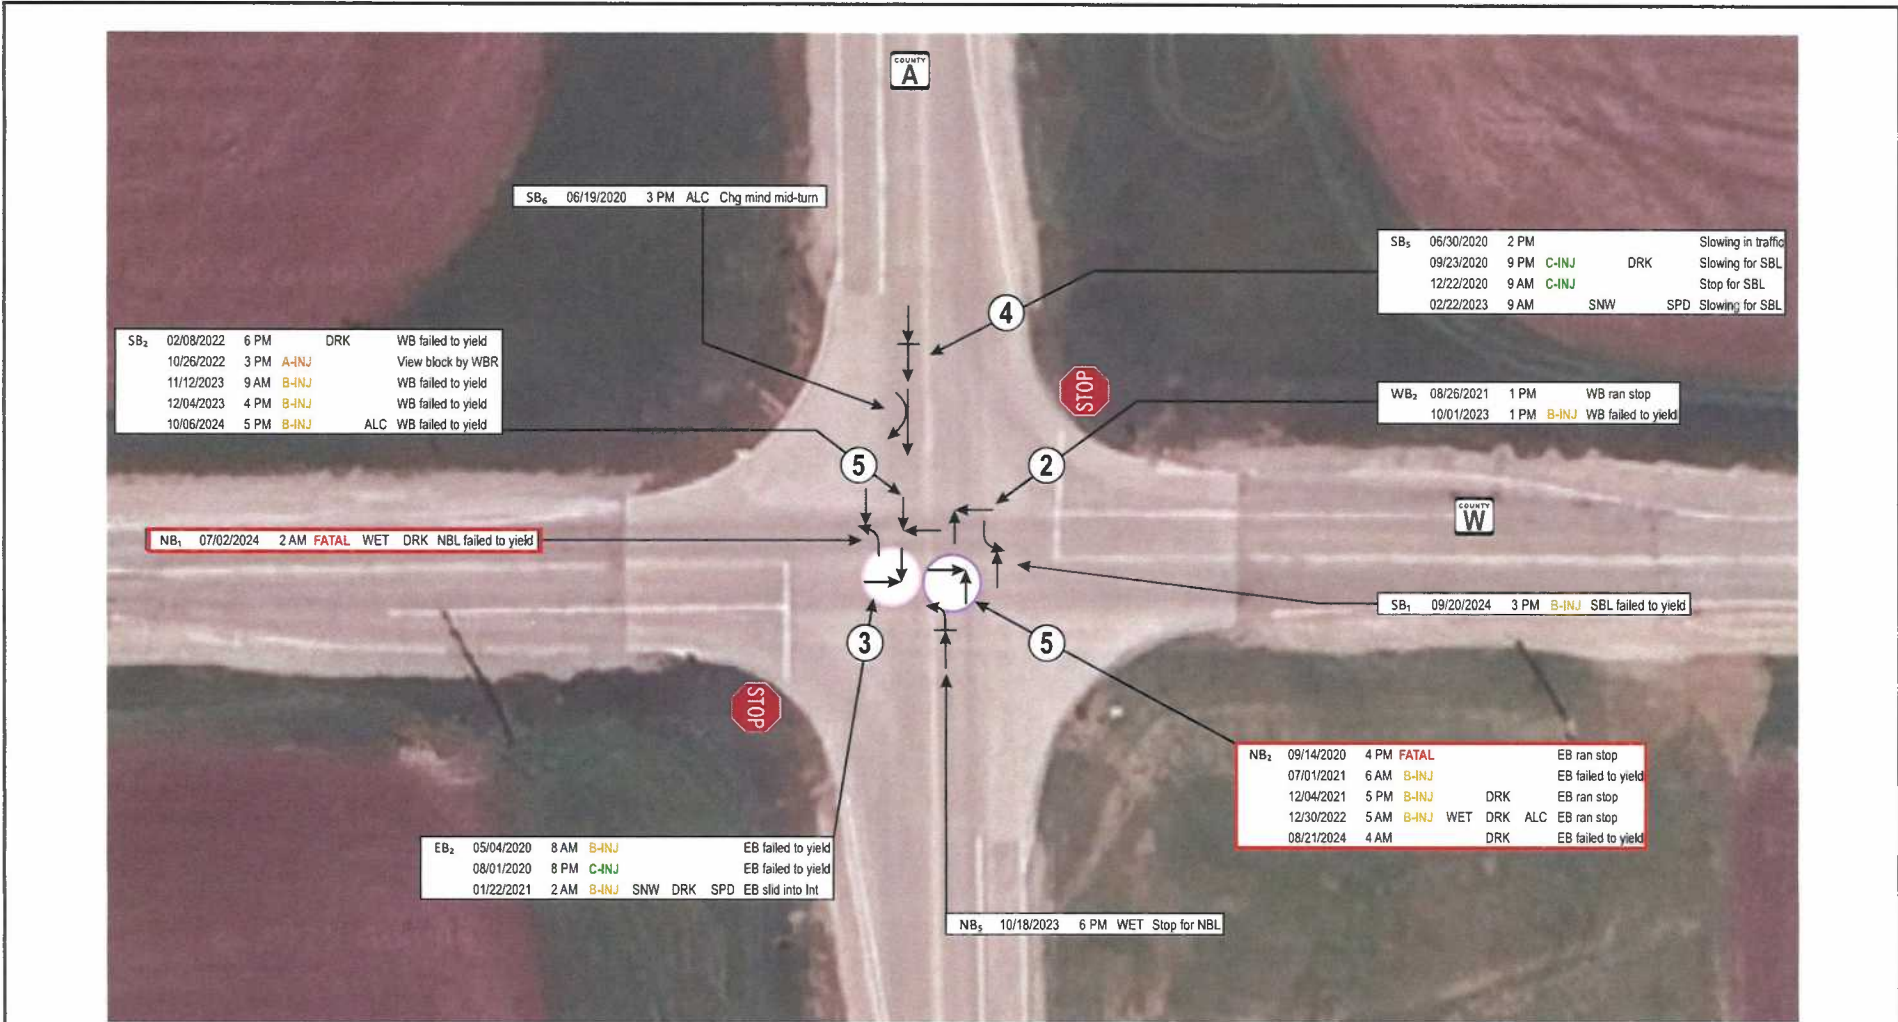 COUNTY
A
SB₆ 06/19/2020 3 PM ALC Chg mind mid-turn
SB₅ 06/30/2020 2 PM Slowing in traffic
09/23/2020 9 PM C-INJ DRK Slowing for SBL
12/22/2020 9 AM C-INJ Stop for SBL
02/22/2023 9 AM SNW SPD Slowing for SBL
4
SB₂ 02/08/2022 6 PM DRK WB failed to yield
10/26/2022 3 PM A-INJ View block by WBR
11/12/2023 9 AM B-INJ WB failed to yield
12/04/2023 4 PM B-INJ WB failed to yield
10/06/2024 5 PM B-INJ ALC WB failed to yield
STOP
WB₂ 08/26/2021 1 PM WB ran stop
10/01/2023 1 PM B-INJ WB failed to yield
5
2
COUNTY
W
NB₁ 07/02/2024 2 AM FATAL WET DRK NBL failed to yield
SB₁ 09/20/2024 3 PM B-INJ SBL failed to yield
3
5
STOP
NB₂ 09/14/2020 4 PM FATAL EB ran stop
07/01/2021 6 AM B-INJ EB failed to yield
12/04/2021 5 PM B-INJ DRK EB ran stop
12/30/2022 5 AM B-INJ WET DRK ALC EB ran stop
08/21/2024 4 AM DRK EB failed to yield
EB₂ 05/04/2020 8 AM B-INJ EB failed to yield
08/01/2020 8 PM C-INJ EB failed to yield
01/22/2021 2 AM B-INJ SNW DRK SPD EB slid into Int
NB₅ 10/18/2023 6 PM WET Stop for NBL